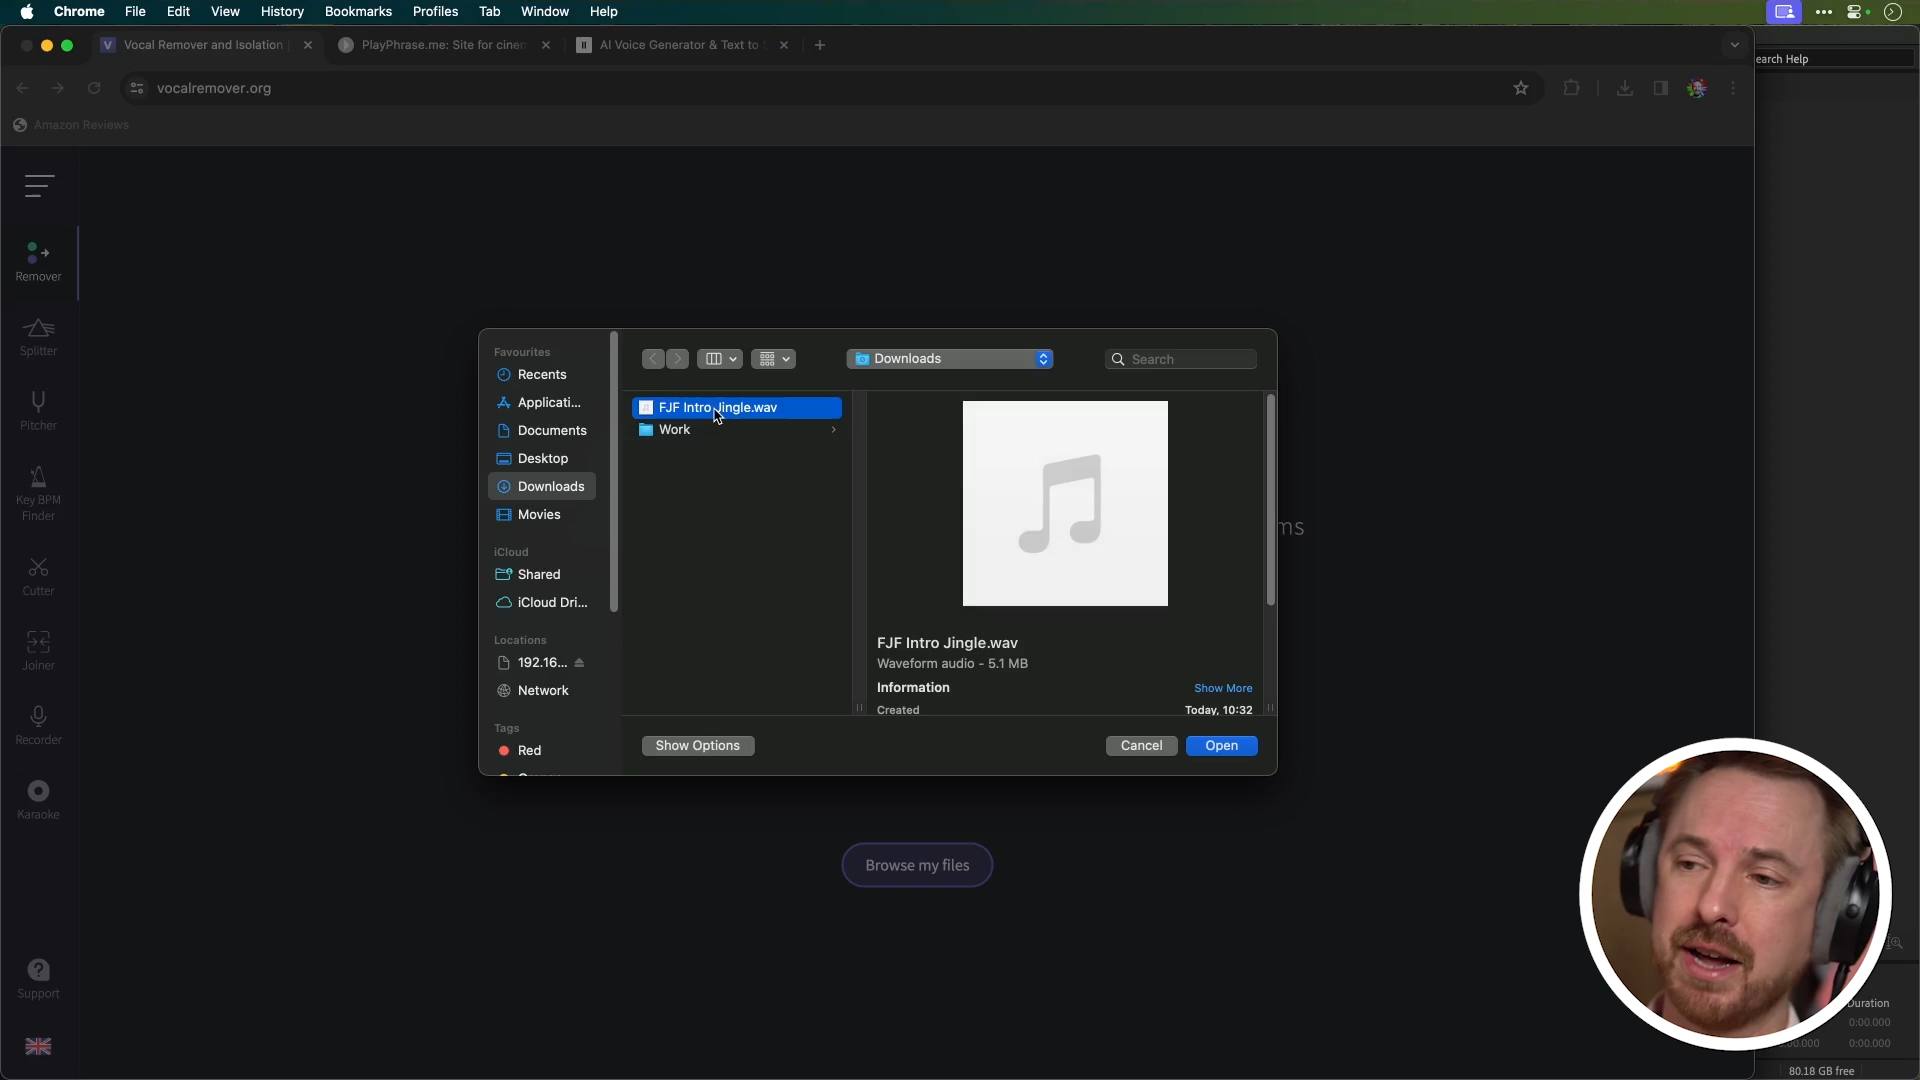 Chrome File Edit View History Bookmarks Profiles Tab Window Help
Vocal Remover and Isolation
PlayPhrase.me: Site for cinem
AI Voice Generator & Text to
earch Help
vocalremover.org
Amazon Reviews
Remover
Splitter
Pitcher
Key BPM
Finder
Cutter
Joiner
Recorder
Karaoke
Support
Favourites
Recents
Applicati...
Documents
Desktop
Downloads
Movies
iCloud
Shared
iCloud Dri...
Locations
192.16...
Network
Tags
Red
Downloads
Search
FJF Intro Jingle.wav
Work
FJF Intro Jingle.wav
Waveform audio - 5.1 MB
Information
Show More
Created
Today, 10:32
Show Options
Cancel
Open
ms
Browse my files
Duration
0:00.000
0:00.000
80.18 GB free